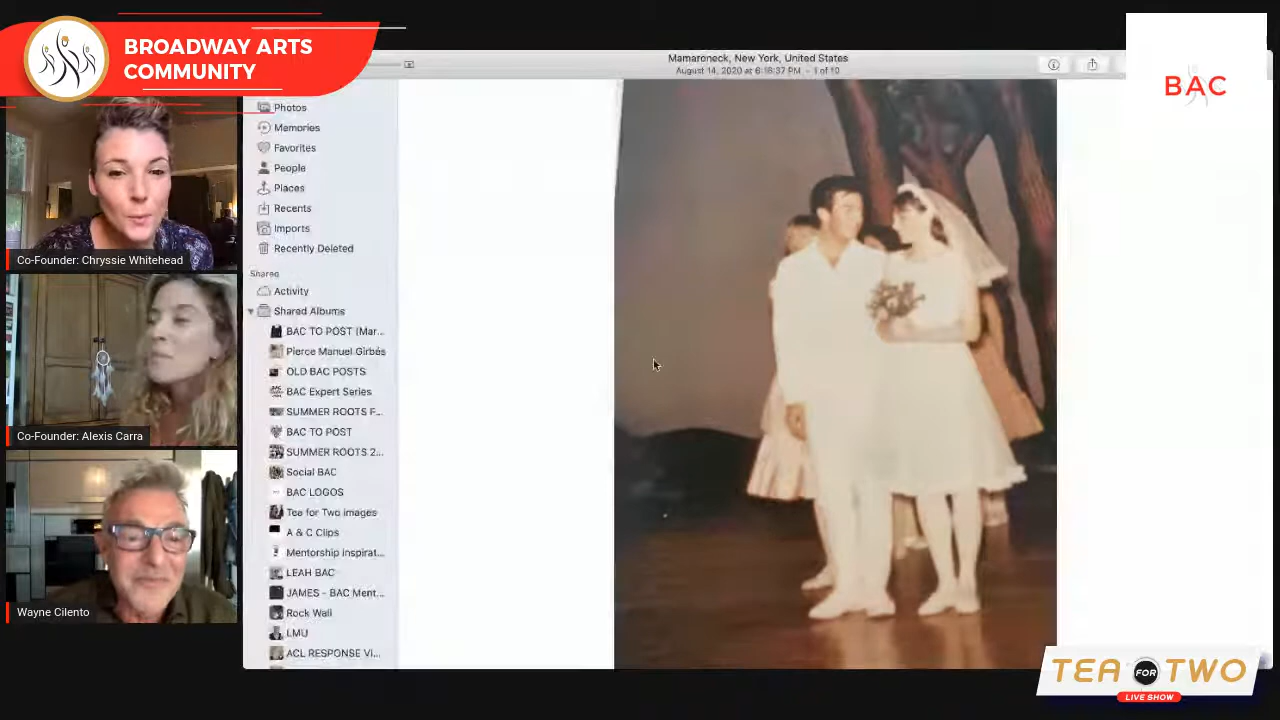 BROADWAY ARTS
COMMUNITY
Mamaroneck, New York, United States
August 14, 2020 at 6:18:37 PM - 1 of 10
BAC
Photos
Memories
Favorites
People
Places
Recents
Imports
Recently Deleted
Shared
Activity
Shared Albums
BAC TO POST (Mar...
Pierce Manuel Girbés
OLD BAC POSTS
BAC Expert Series
SUMMER ROOTS F...
BAC TO POST
SUMMER ROOTS 2...
Social BAC
BAC LOGOS
Tea for Two images
A & C Clips
Mentorship inspirat...
LEAH BAC
JAMES - BAC Ment...
Rock Wall
LMU
ACL RESPONSE VI...
Co-Founder: Chryssie Whitehead
Co-Founder: Alexis Carra
Wayne Cilento
TEA FOR TWO
LIVE SHOW